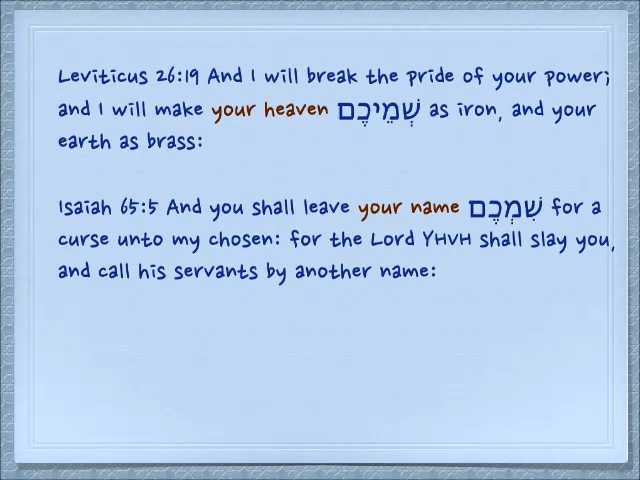 Leviticus 26:19 And I will break the pride of your power;
and I will make your heaven שְׁמֵיכֶם as iron, and your
earth as brass:
Isaiah 65:5 And you shall leave your name שִׁמְכֶם for a
curse unto my chosen: for the Lord YHVH shall slay you,
and call his servants by another name: